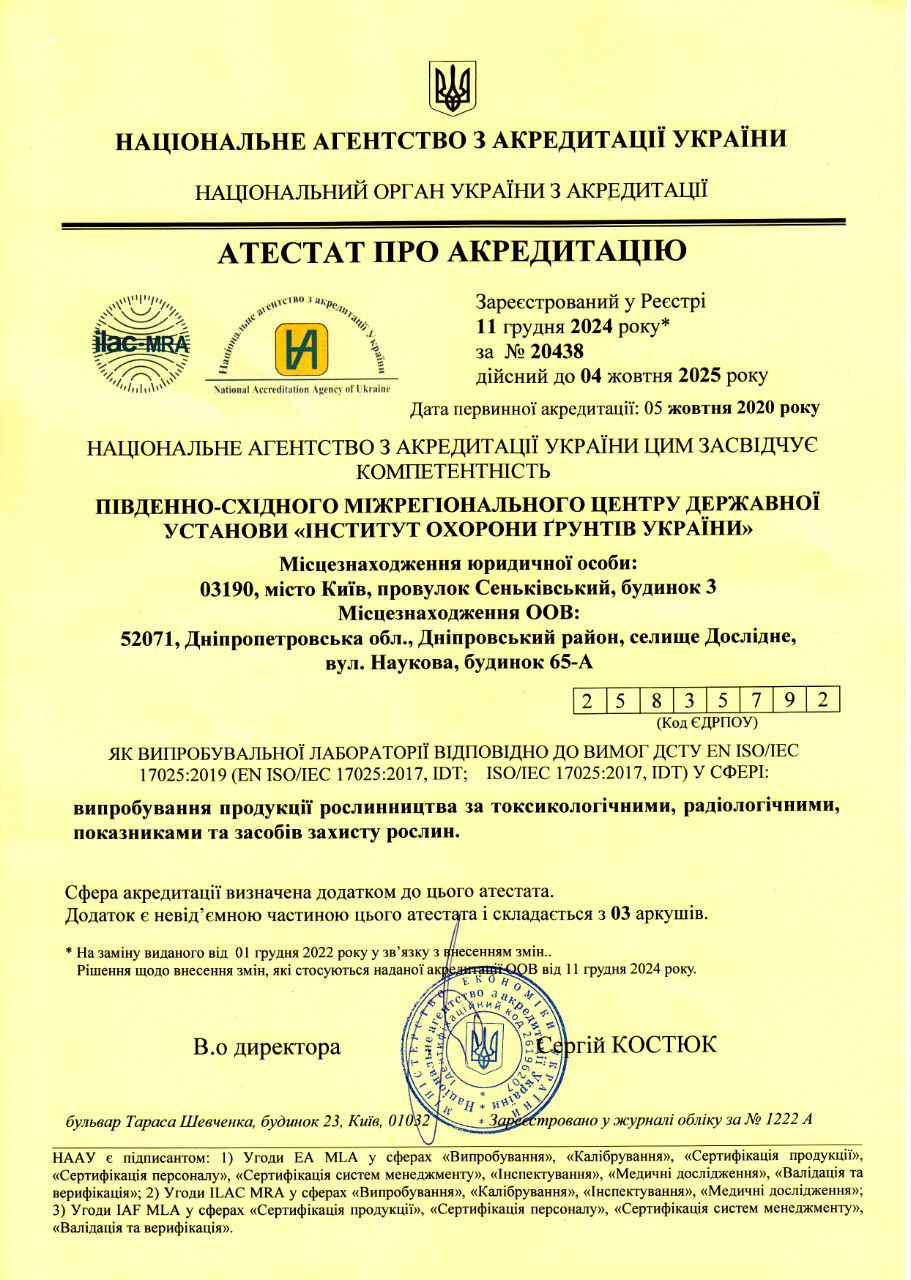 НАЦІОНАЛЬНЕ АГЕНТСТВО З АКРЕДИТАЦІЇ УКРАЇНИ
НАЦІОНАЛЬНИЙ ОРГАН УКРАЇНИ З АКРЕДИТАЦІЇ
АТЕСТАТ ПРО АКРЕДИТАЦІЮ
ilac-MRA
Національне агентство з акредитації України
National Accreditation Agency of Ukraine
Зареєстрований у Реєстрі
11 грудня 2024 року*
за № 20438
дійсний до 04 жовтня 2025 року
Дата первинної акредитації: 05 жовтня 2020 року
НАЦІОНАЛЬНЕ АГЕНТСТВО З АКРЕДИТАЦІЇ УКРАЇНИ ЦИМ ЗАСВІДЧУЄ
КОМПЕТЕНТНІСТЬ
ПІВДЕННО-СХІДНОГО МІЖРЕГІОНАЛЬНОГО ЦЕНТРУ ДЕРЖАВНОЇ
УСТАНОВИ «ІНСТИТУТ ОХОРОНИ ҐРУНТІВ УКРАЇНИ»
Місцезнаходження юридичної особи:
03190, місто Київ, провулок Сеньківський, будинок 3
Місцезнаходження ООВ:
52071, Дніпропетровська обл., Дніпровський район, селище Дослідне,
вул. Наукова, будинок 65-А
2 5 8 3 5 7 9 2
(Код ЄДРПОУ)
ЯК ВИПРОБУВАЛЬНОЇ ЛАБОРАТОРІЇ ВІДПОВІДНО ДО ВИМОГ ДСТУ EN ISO/IEC
17025:2019 (EN ISO/IEC 17025:2017, IDT; ISO/IEC 17025:2017, IDT) У СФЕРІ:
випробування продукції рослинництва за токсикологічними, радіологічними,
показниками та засобів захисту рослин.
Сфера акредитації визначена додатком до цього атестата.
Додаток є невід’ємною частиною цього атестата і складається з 03 аркушів.
* На заміну виданого від 01 грудня 2022 року у зв’язку з внесенням змін..
Рішення щодо внесення змін, які стосуються наданої акредитації ООВ від 11 грудня 2024 року.
МІНІСТЕРСТВО ЕКОНОМІКИ УКРАЇНИ
* Національне агентство з акредитації України *
Ідентифікаційний код 26196207
В.о директора
Сергій КОСТЮК
бульвар Тараса Шевченка, будинок 23, Київ, 01032
* Зареєстровано у журналі обліку за № 1222 А
НААУ є підписантом: 1) Угоди EA MLA у сферах «Випробування», «Калібрування», «Сертифікація продукції»,
«Сертифікація персоналу», «Сертифікація систем менеджменту», «Інспектування», «Медичні дослідження», «Валідація та
верифікація»; 2) Угоди ILAC MRA у сферах «Випробування», «Калібрування», «Інспектування», «Медичні дослідження»;
3) Угоди IAF MLA у сферах «Сертифікація продукції», «Сертифікація персоналу», «Сертифікація систем менеджменту»,
«Валідація та верифікація».